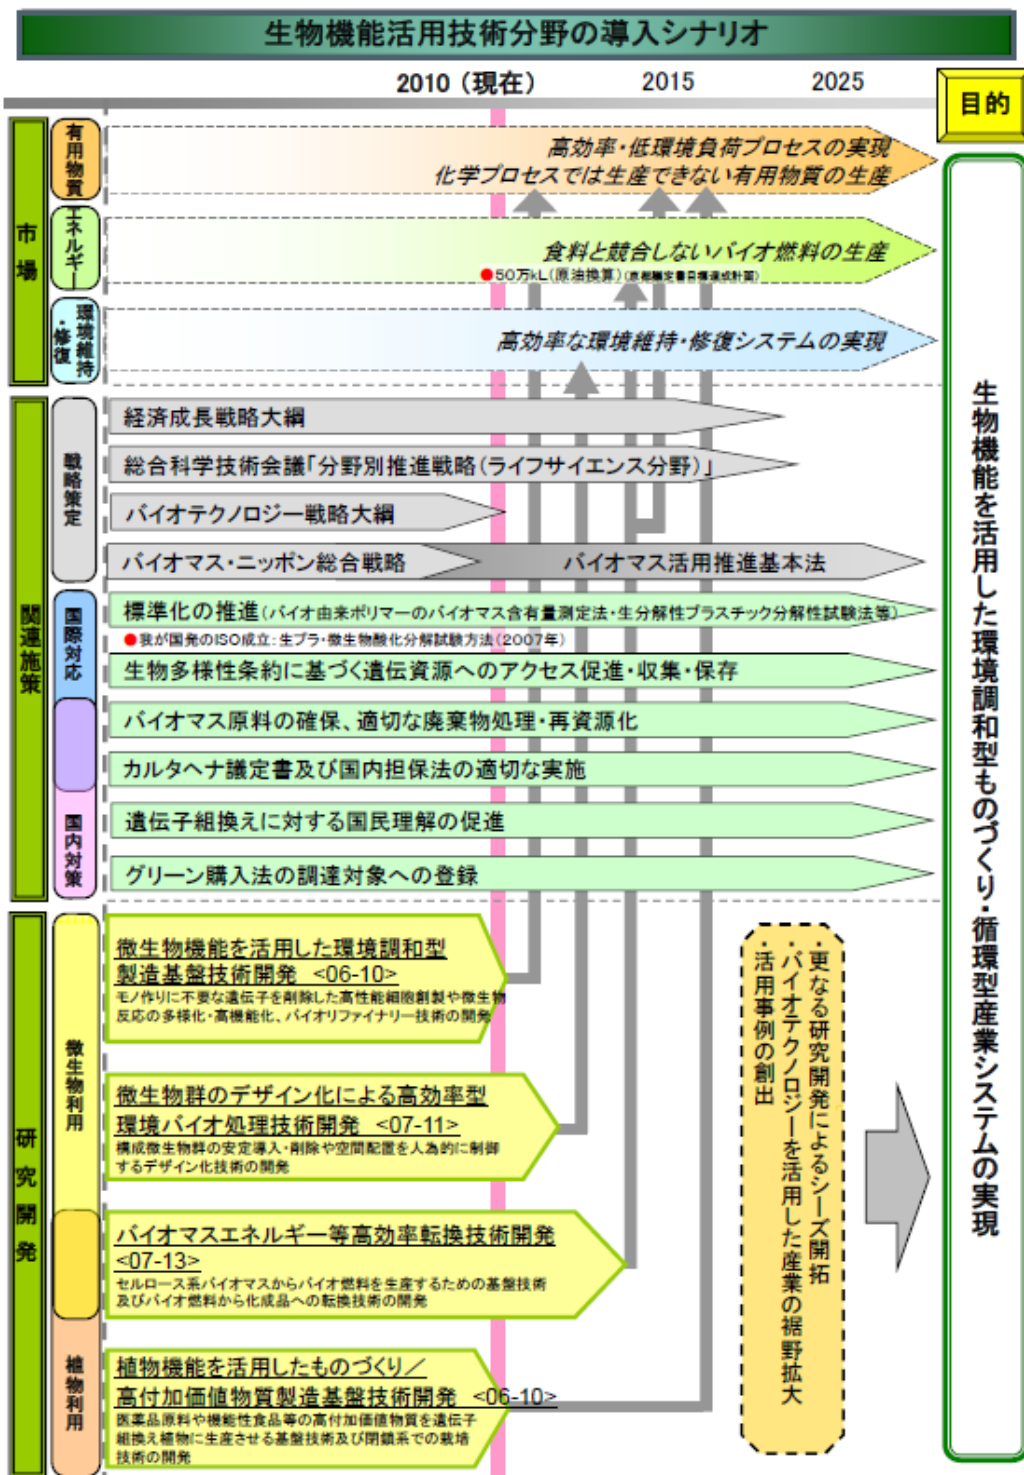 生物機能活用技術分野の導入シナリオ
2010（現在）
2015
2025
目的
市場
有用物質
高効率・低環境負荷プロセスの実現
化学プロセスでは生産できない有用物質の生産
エネルギー
食料と競合しないバイオ燃料の生産
●50万kL（原油換算）（京都議定書目標達成計画）
環境維持
・修復
高効率な環境維持・修復システムの実現
関連施策
戦略策定
経済成長戦略大綱
総合科学技術会議「分野別推進戦略（ライフサイエンス分野）」
バイオテクノロジー戦略大綱
バイオマス・ニッポン総合戦略
バイオマス活用推進基本法
国際対応
標準化の推進（バイオ由来ポリマーのバイオマス含有量測定法・生分解性プラスチック分解性試験法等）
●我が国発のISO成立：生プラ・微生物酸化分解試験方法（2007年）
生物多様性条約に基づく遺伝資源へのアクセス促進・収集・保存
バイオマス原料の確保、適切な廃棄物処理・再資源化
カルタヘナ議定書及び国内担保法の適切な実施
国内対策
遺伝子組換えに対する国民理解の促進
グリーン購入法の調達対象への登録
研究開発
微生物利用
微生物機能を活用した環境調和型
製造基盤技術開発 <06-10>
モノ作りに不要な遺伝子を削除した高性能細胞創製や微生物
反応の多様化・高機能化、バイオリファイナリー技術の開発
微生物群のデザイン化による高効率型
環境バイオ処理技術開発 <07-11>
構成微生物群の安定導入・削除や空間配置を人為的に制御
するデザイン化技術の開発
バイオマスエネルギー等高効率転換技術開発
<07-13>
セルロース系バイオマスからバイオ燃料を生産するための基盤技術
及びバイオ燃料から化成品への転換技術の開発
植物利用
植物機能を活用したものづくり／
高付加価値物質製造基盤技術開発 <06-10>
医薬品原料や機能性食品等の高付加価値物質を遺伝子
組換え植物に生産させる基盤技術及び閉鎖系での栽培
技術の開発
・更なる研究開発によるシーズ開拓
・バイオテクノロジーを活用した産業の裾野拡大
・活用事例の創出
生物機能を活用した環境調和型ものづくり・循環型産業システムの実現